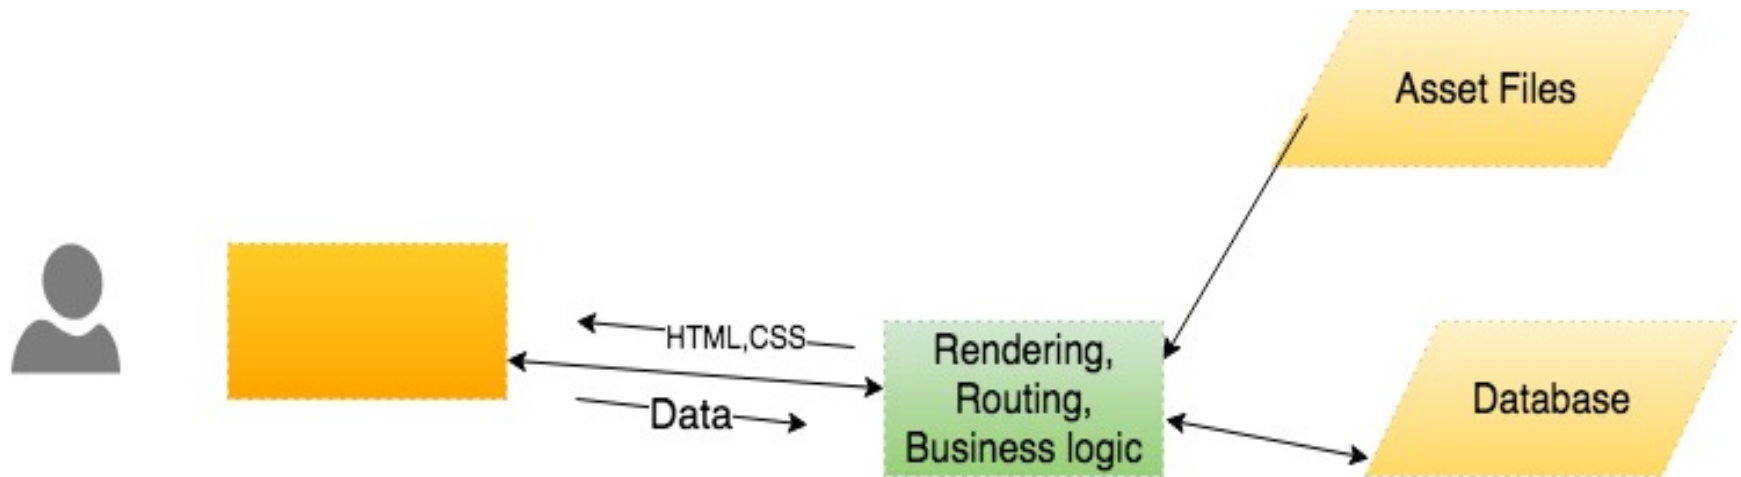 Asset Files
HTML,CSS
Data
Rendering,
Routing,
Business logic
Database